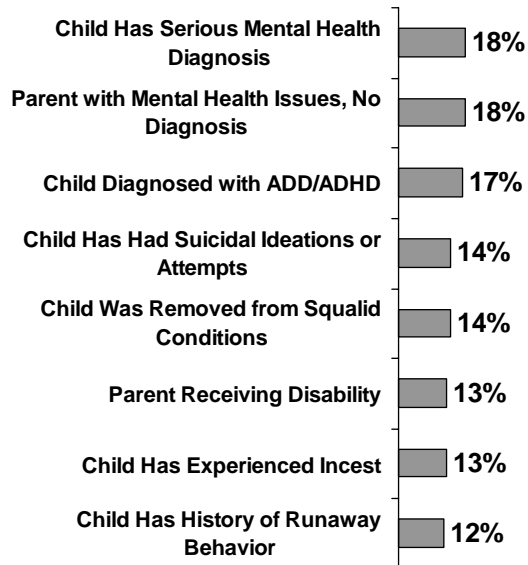 Child Has Serious Mental Health
Diagnosis
18%
Parent with Mental Health Issues, No
Diagnosis
18%
Child Diagnosed with ADD/ADHD
17%
Child Has Had Suicidal Ideations or
Attempts
14%
Child Was Removed from Squalid
Conditions
14%
Parent Receiving Disability
13%
Child Has Experienced Incest
13%
Child Has History of Runaway
Behavior
12%